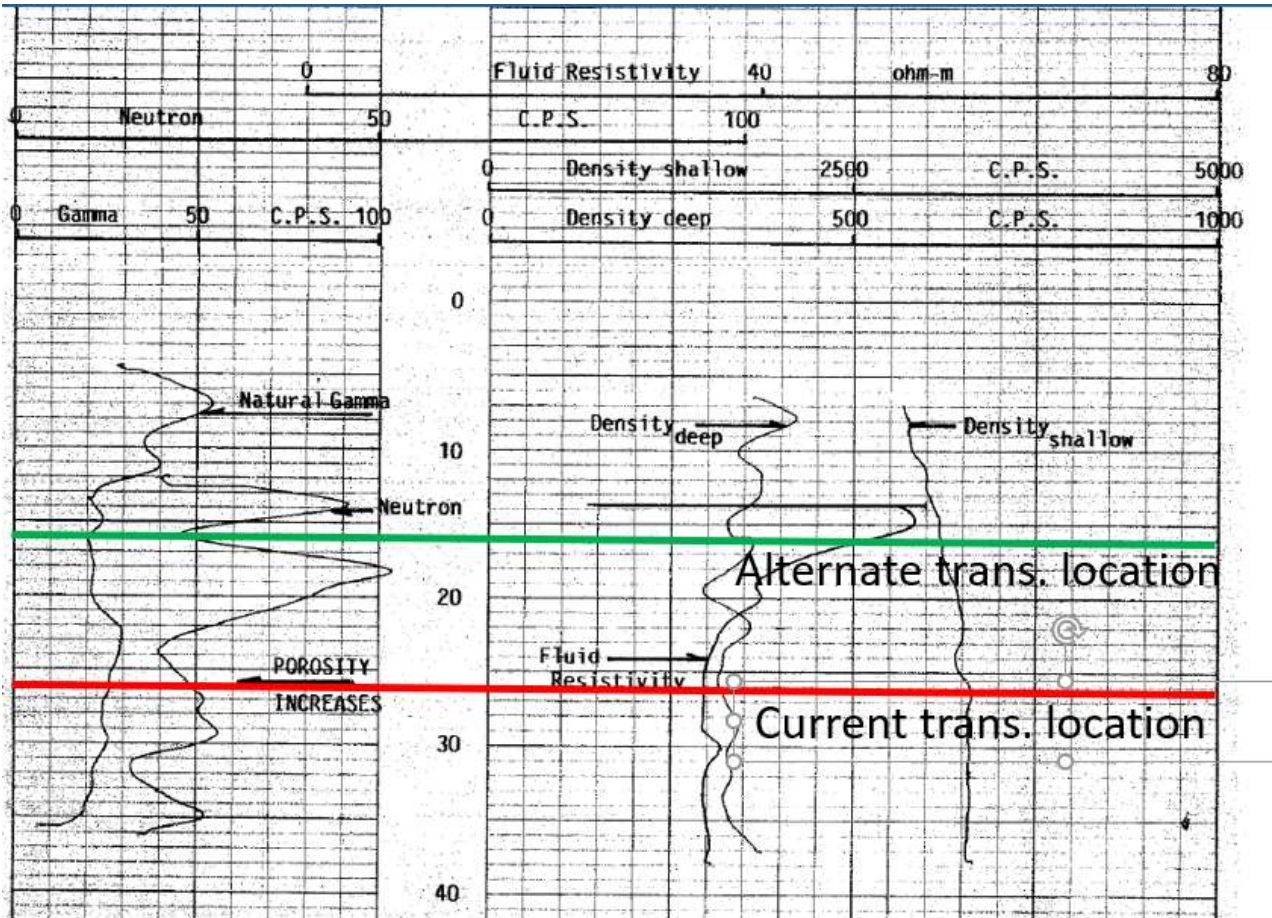 0 Fluid Resistivity 40 ohm-m 80
0 Neutron 50 C.P.S. 100
0 Density shallow 2500 C.P.S. 5000
0 Gamma 50 C.P.S. 100
0 Density deep 500 C.P.S. 1000
0
Natural Gamma
Density deep
Density shallow
10
Neutron
Alternate trans. location
20
Fluid
Resistivity
POROSITY
INCREASES
Current trans. location
30
40